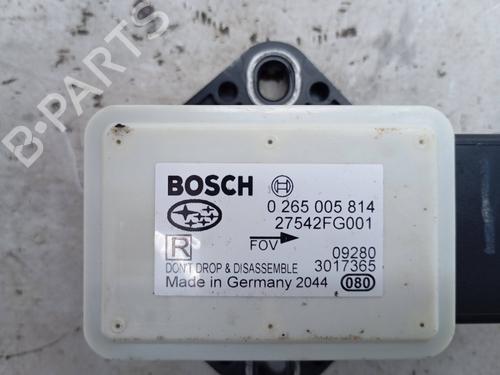 B-PARTS
BOSCH
0 265 005 814
27542FG001
R
FOV
09280
DON'T DROP & DISASSEMBLE 3017365
Made in Germany 2044 080